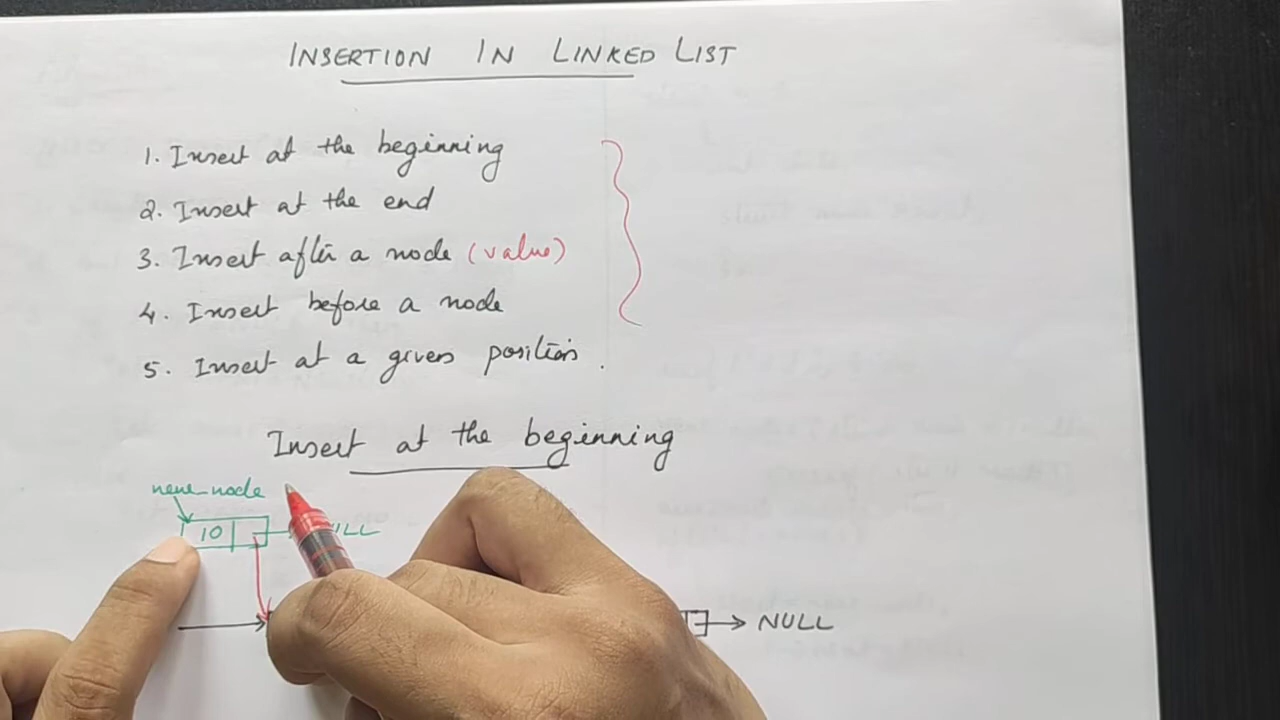 INSERTION IN LINKED LIST
1. Insert at the beginning
2. Insert at the end
3. Insert after a node (value)
4. Insert before a node
5. Insert at a given position.
Insert at the beginning
new_node
10
NULL